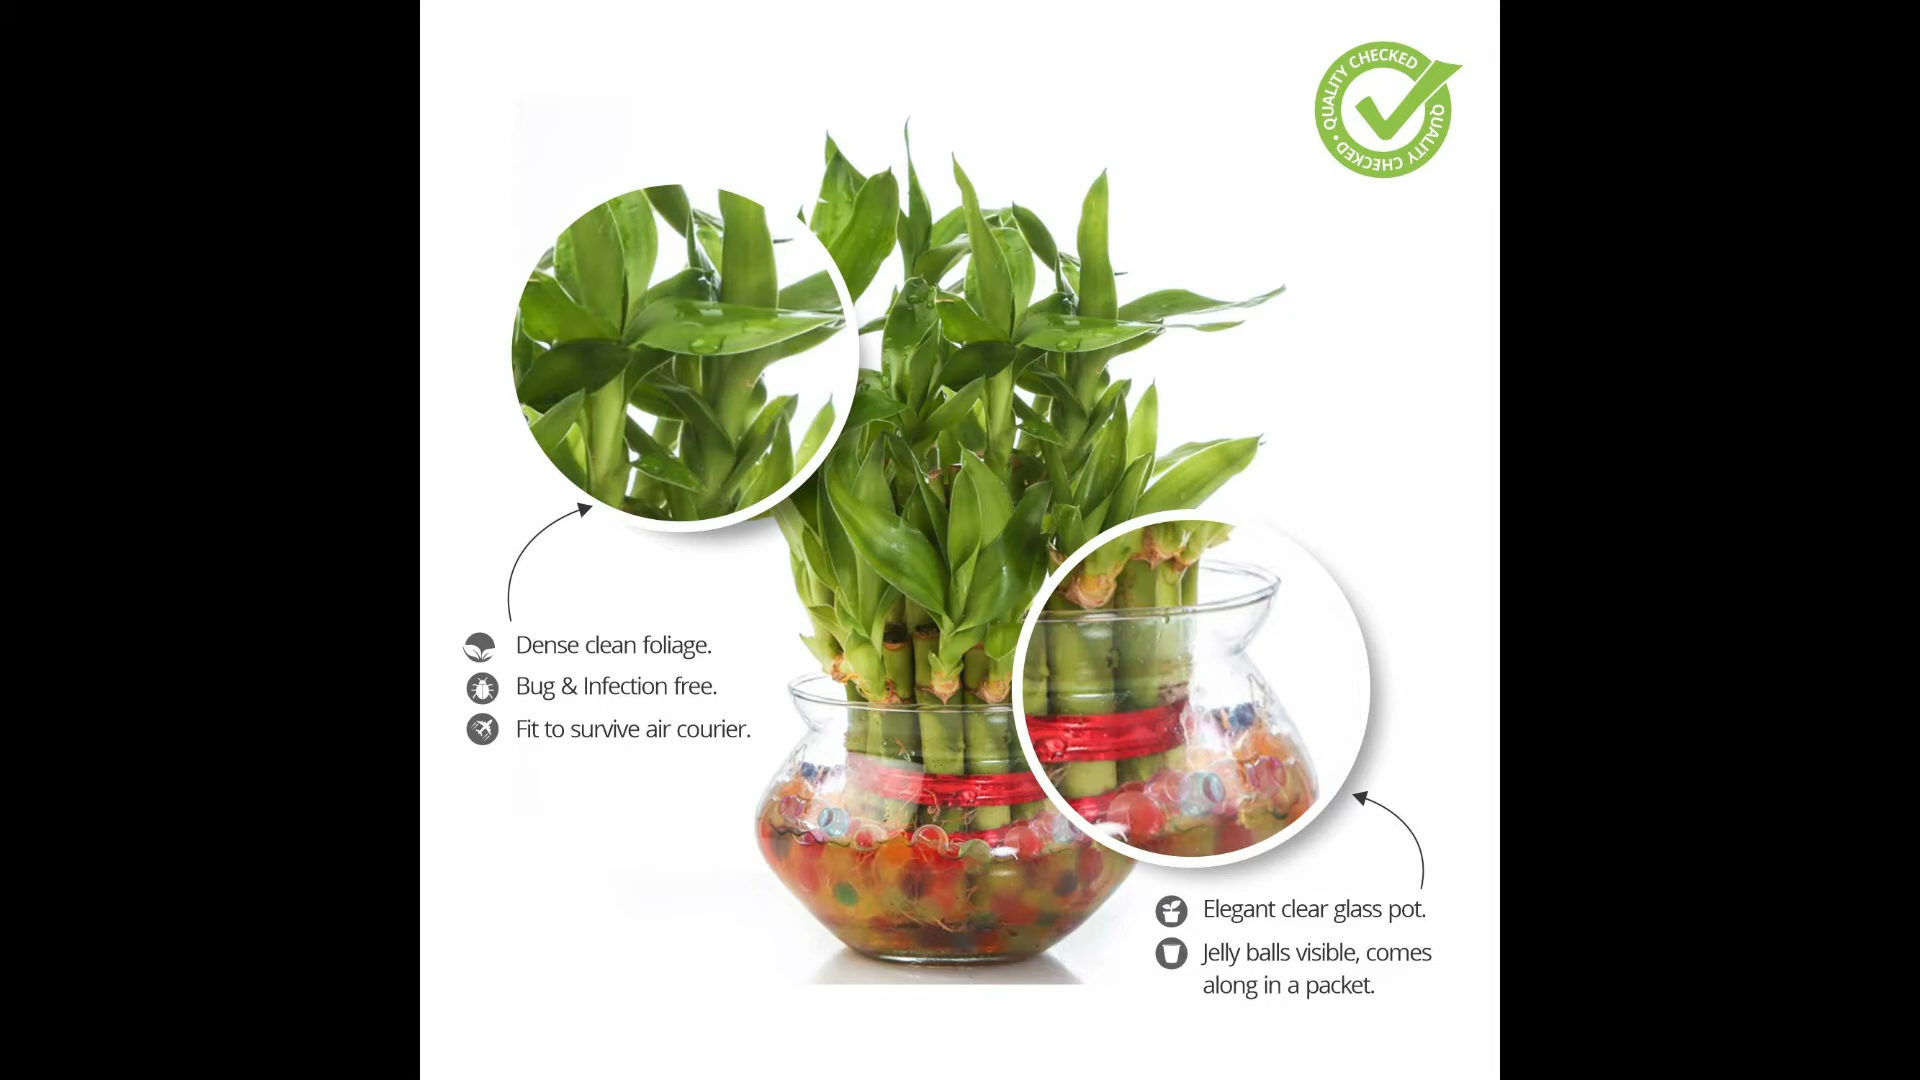 QUALITY CHECKED • QUALITY CHECKED
Dense clean foliage.
Bug & Infection free.
Fit to survive air courier.
Elegant clear glass pot.
Jelly balls visible, comes
along in a packet.